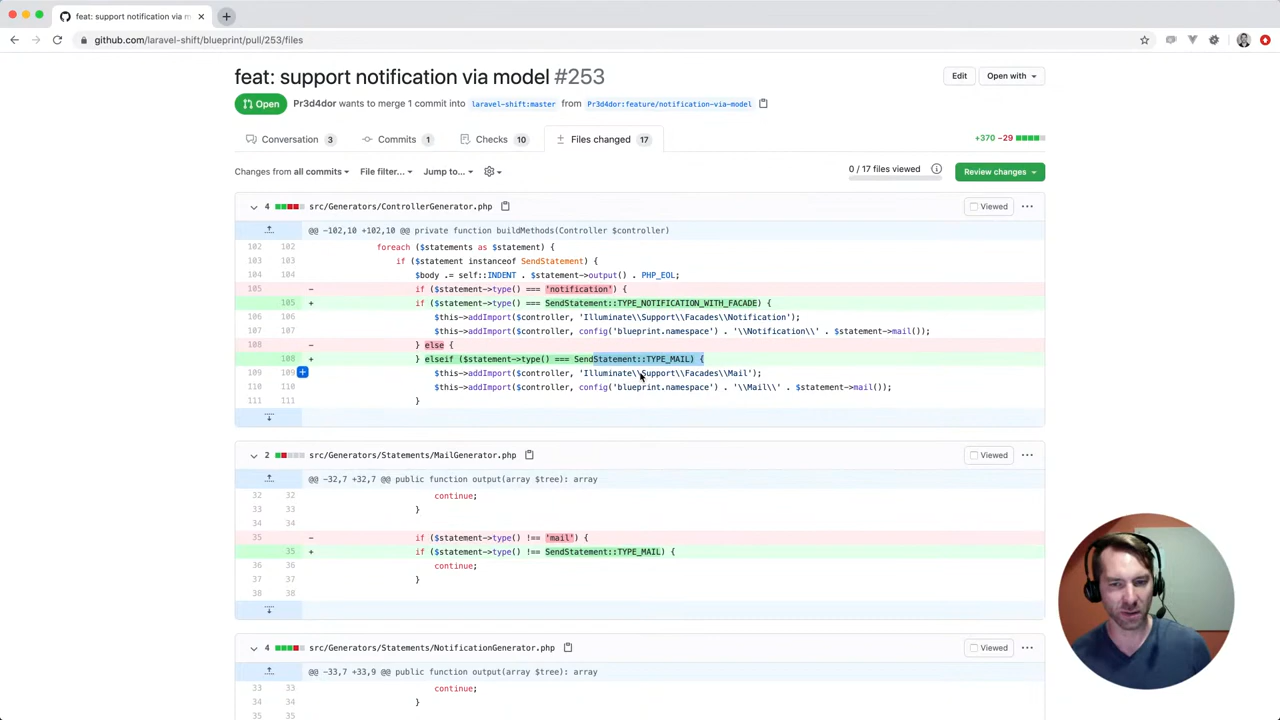 feat: support notification via m
github.com/laravel-shift/blueprint/pull/253/files
feat: support notification via model #253
Edit
Open with
Open
Pr3d4dor wants to merge 1 commit into laravel-shift:master from Pr3d4dor:feature/notification-via-model
Conversation 3
Commits 1
Checks 10
Files changed 17
+370 −29
Changes from all commits
File filter...
Jump to...
0 / 17 files viewed
Review changes
4 src/Generators/ControllerGenerator.php
Viewed
@@ -102,10 +102,10 @@ private function buildMethods(Controller $controller)
102 102 foreach ($statements as $statement) {
103 103 if ($statement instanceof SendStatement) {
104 104 $body .= self::INDENT . $statement->output() . PHP_EOL;
105 - if ($statement->type() === 'notification') {
105 + if ($statement->type() === SendStatement::TYPE_NOTIFICATION_WITH_FACADE) {
106 106 $this->addImport($controller, 'Illuminate\\Support\\Facades\\Notification');
107 107 $this->addImport($controller, config('blueprint.namespace') . '\\Notification\\' . $statement->mail());
108 - } else {
108 + } elseif ($statement->type() === SendStatement::TYPE_MAIL) {
109 109 $this->addImport($controller, 'Illuminate\\Support\\Facades\\Mail');
110 110 $this->addImport($controller, config('blueprint.namespace') . '\\Mail\\' . $statement->mail());
111 111 }
2 src/Generators/Statements/MailGenerator.php
Viewed
@@ -32,7 +32,7 @@ public function output(array $tree): array
32 32 continue;
33 33 }
34 34
35 - if ($statement->type() !== 'mail') {
35 + if ($statement->type() !== SendStatement::TYPE_MAIL) {
36 36 continue;
37 37 }
38 38
4 src/Generators/Statements/NotificationGenerator.php
Viewed
@@ -33,7 +33,9 @@ public function output(array $tree): array
33 33 continue;
34 34 }
35 35